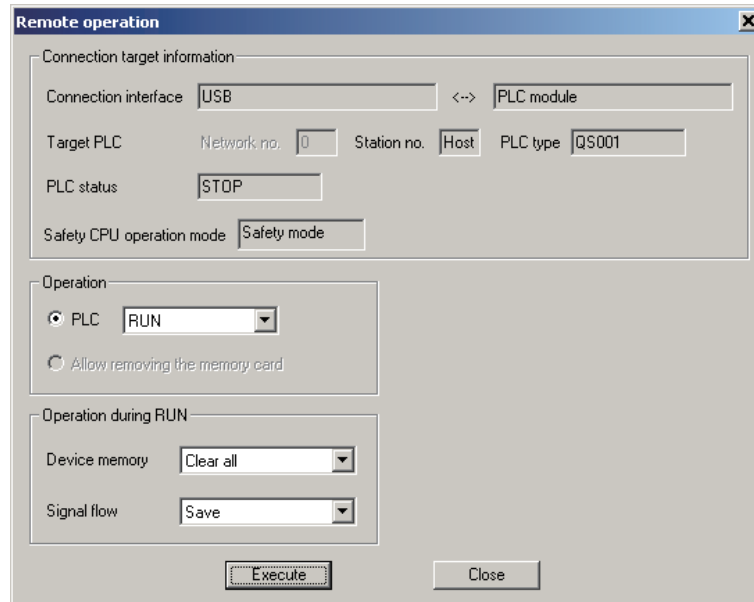 Remote operation
Connection target information
Connection interface USB <--> PLC module
Target PLC Network no. 0 Station no. Host PLC type QS001
PLC status STOP
Safety CPU operation mode Safety mode
Operation
PLC RUN
Allow removing the memory card
Operation during RUN
Device memory Clear all
Signal flow Save
Execute Close